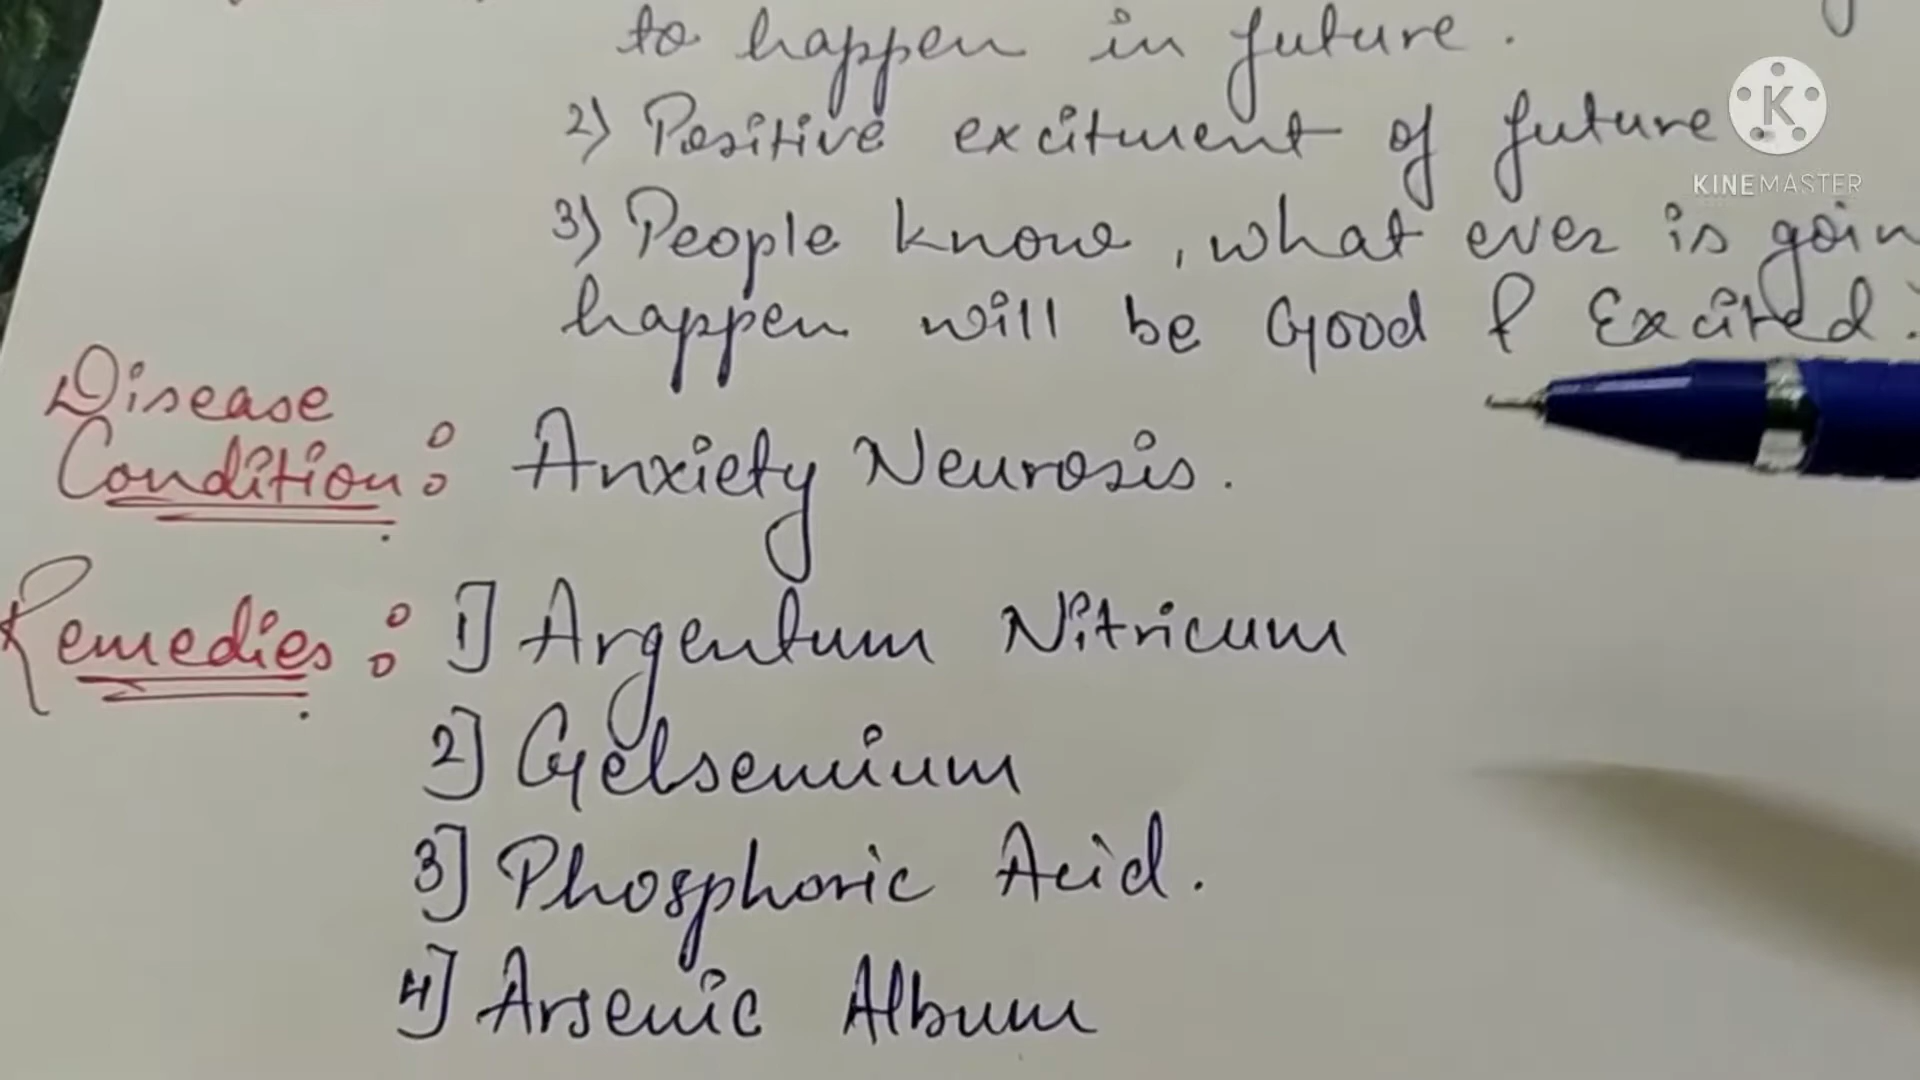 to happen in future.
2) Positive excitment of future
K
KINEMASTER
3) People know, what ever is goin
happen will be Good & Excited.
Disease
Condition: Anxiety Neurosis.
Remedies: 1] Argentum Nitricum
2] Gelsemium
3] Phosphoric Acid.
4] Arsenic Album